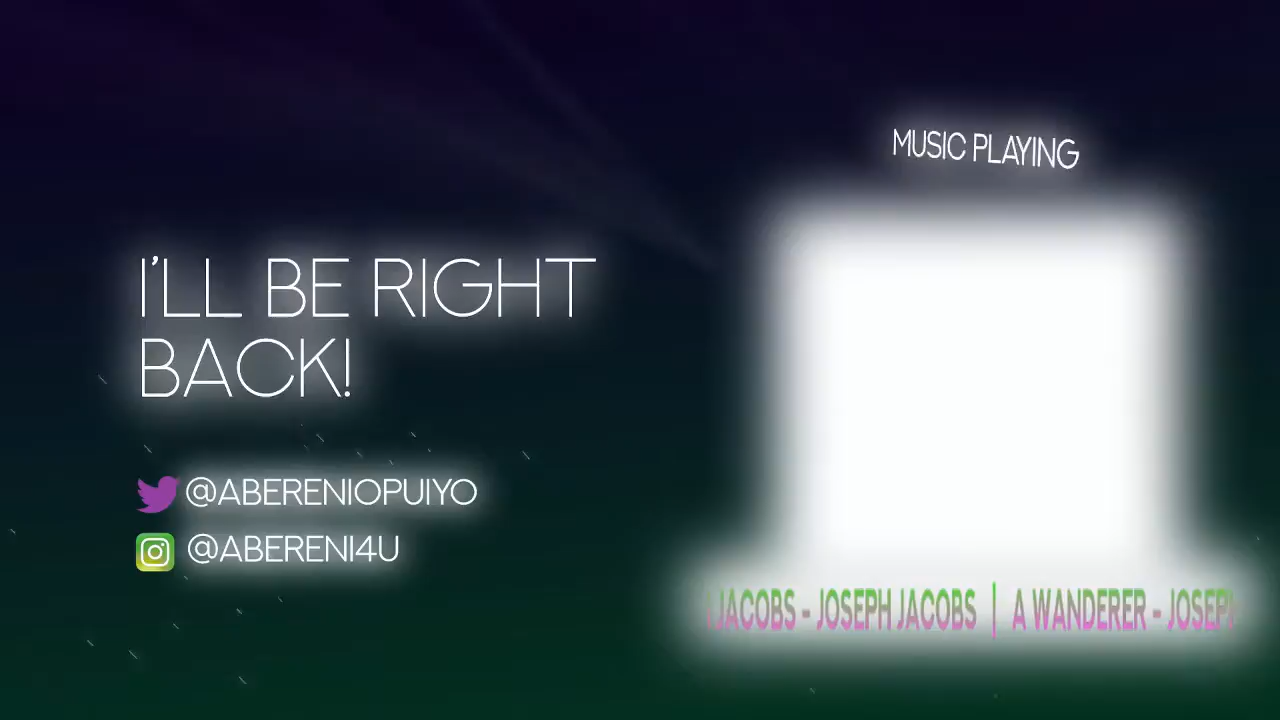 MUSIC PLAYING
I'LL BE RIGHT
BACK!
@ABERENIOPUIYO
@ABERENI4U
JACOBS - JOSEPH JACOBS | A WANDERER - JOSEPH